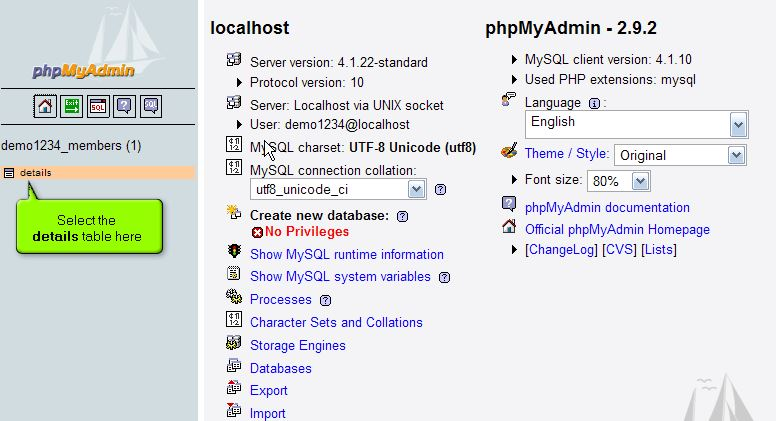 phpMyAdmin
Exit
SQL
?
SQL
demo1234_members (1)
details
Select the
details table here
localhost
Server version: 4.1.22-standard
Protocol version: 10
Server: Localhost via UNIX socket
User: demo1234@localhost
MySQL charset: UTF-8 Unicode (utf8)
MySQL connection collation:
utf8_unicode_ci ?
Create new database: ?
No Privileges
Show MySQL runtime information
Show MySQL system variables ?
Processes ?
Character Sets and Collations
Storage Engines
Databases
Export
Import
phpMyAdmin - 2.9.2
MySQL client version: 4.1.10
Used PHP extensions: mysql
Language i :
English
Theme / Style: Original
Font size: 80%
phpMyAdmin documentation
Official phpMyAdmin Homepage
[ChangeLog] [CVS] [Lists]